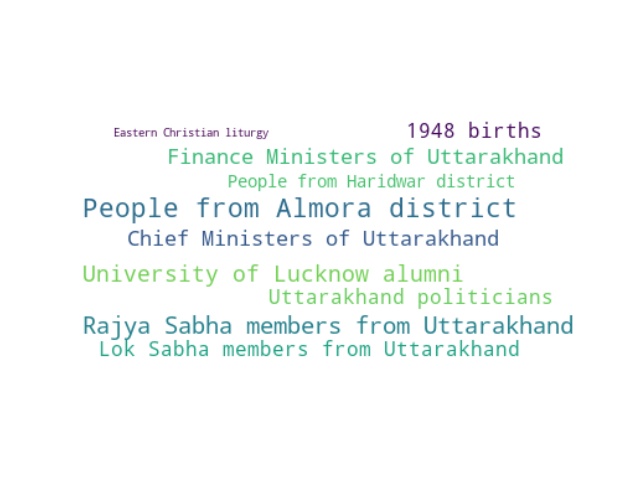 Eastern Christian liturgy 1948 births
Finance Ministers of Uttarakhand
People from Haridwar district
People from Almora district
Chief Ministers of Uttarakhand
University of Lucknow alumni
Uttarakhand politicians
Rajya Sabha members from Uttarakhand
Lok Sabha members from Uttarakhand